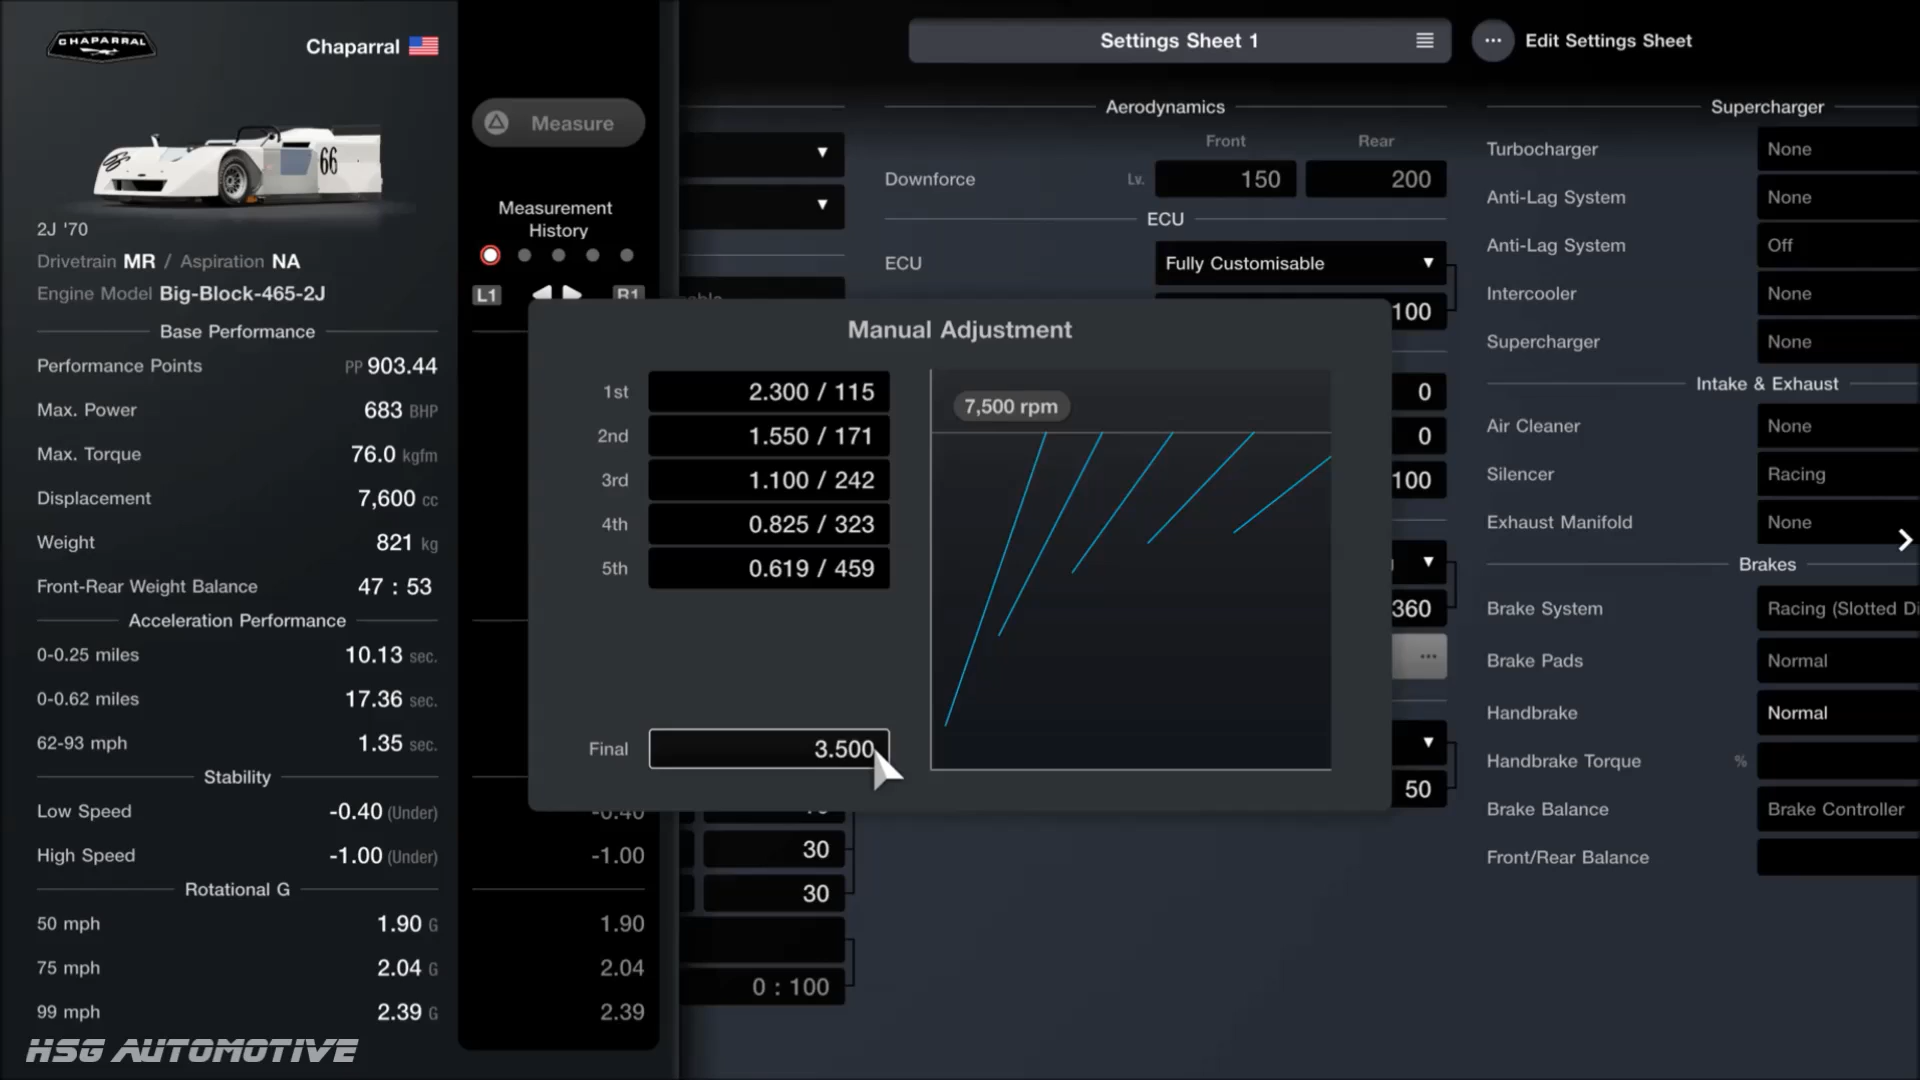 CHAPARRAL
Chaparral
66
66
2J '70
Drivetrain MR / Aspiration NA
Engine Model Big-Block-465-2J
Base Performance
Performance Points PP 903.44
Max. Power 683 BHP
Max. Torque 76.0 kgfm
Displacement 7,600 cc
Weight 821 kg
Front-Rear Weight Balance 47 : 53
Acceleration Performance
0-0.25 miles 10.13 sec.
0-0.62 miles 17.36 sec.
62-93 mph 1.35 sec.
Stability
Low Speed -0.40 (Under)
High Speed -1.00 (Under)
Rotational G
50 mph 1.90 G
75 mph 2.04 G
99 mph 2.39 G
HSG AUTOMOTIVE
Measure
Measurement
History
L1 R1
-0.40
-1.00
1.90
2.04
2.39
30
30
0 : 100
Settings Sheet 1
Edit Settings Sheet
Aerodynamics
Front Rear
Downforce Lv. 150 200
ECU
ECU Fully Customisable
100
0
0
100
360
50
Manual Adjustment
1st 2.300 / 115
2nd 1.550 / 171
3rd 1.100 / 242
4th 0.825 / 323
5th 0.619 / 459
Final 3.500
7,500 rpm
Supercharger
Turbocharger None
Anti-Lag System None
Anti-Lag System Off
Intercooler None
Supercharger None
Intake & Exhaust
Air Cleaner None
Silencer Racing
Exhaust Manifold None
Brakes
Brake System Racing (Slotted Di
Brake Pads Normal
Handbrake Normal
Handbrake Torque %
Brake Balance Brake Controller
Front/Rear Balance